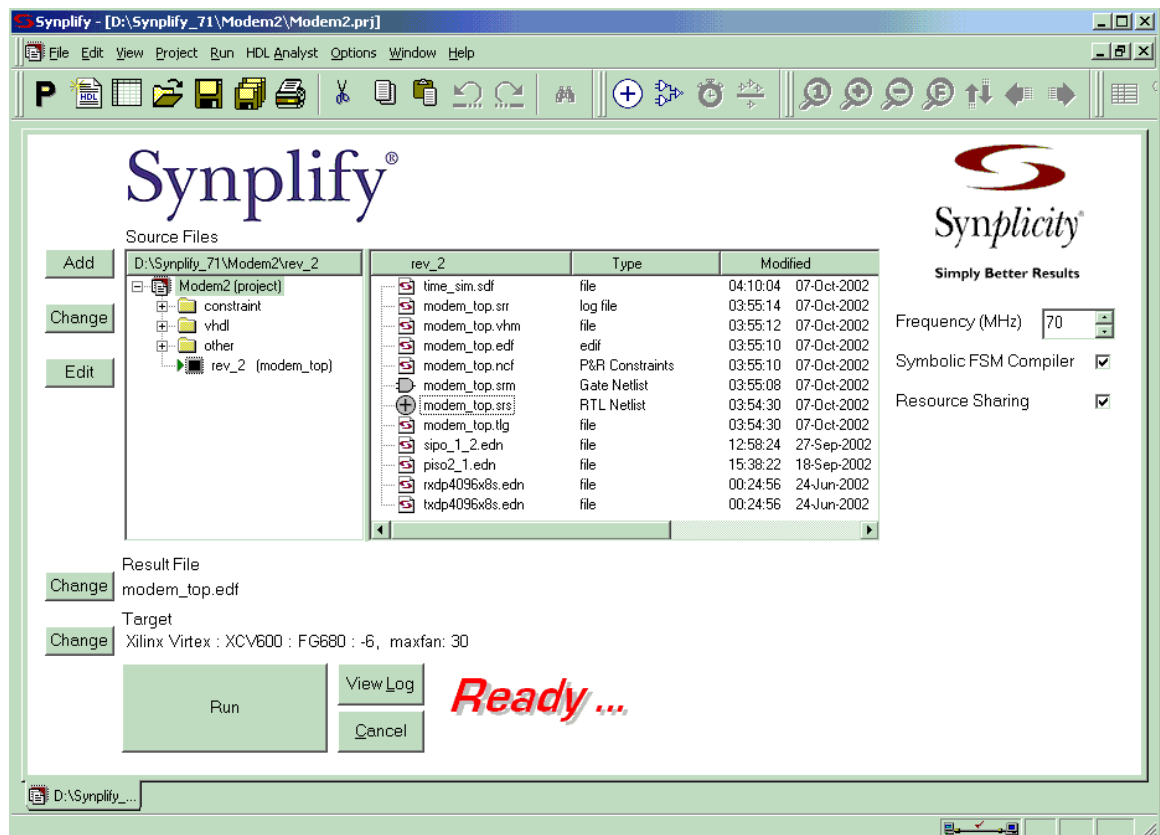 Synplify - [D:\Synplify_71\Modem2\Modem2.prj]
File Edit View Project Run HDL Analyst Options Window Help
P HDL 1 F
Synplify®
Synplicity®
Simply Better Results
Source Files
Add
Change
Edit
D:\Synplify_71\Modem2\rev_2
Modem2 (project)
constraint
vhdl
other
rev_2 (modem_top)
rev_2 Type Modified
time_sim.sdf file 04:10:04 07-Oct-2002
modem_top.srr log file 03:55:14 07-Oct-2002
modem_top.vhm file 03:55:12 07-Oct-2002
modem_top.edf edif 03:55:10 07-Oct-2002
modem_top.ncf P&R Constraints 03:55:10 07-Oct-2002
modem_top.srm Gate Netlist 03:55:08 07-Oct-2002
modem_top.srs RTL Netlist 03:54:30 07-Oct-2002
modem_top.tlg file 03:54:30 07-Oct-2002
sipo_1_2.edn file 12:58:24 27-Sep-2002
piso2_1.edn file 15:38:22 18-Sep-2002
rxdp4096x8s.edn file 00:24:56 24-Jun-2002
txdp4096x8s.edn file 00:24:56 24-Jun-2002
Frequency (MHz) 70
Symbolic FSM Compiler
Resource Sharing
Result File
Change modem_top.edf
Target
Change Xilinx Virtex : XCV600 : FG680 : -6, maxfan: 30
Run
View Log
Cancel
Ready ...
D:\Synplify_...